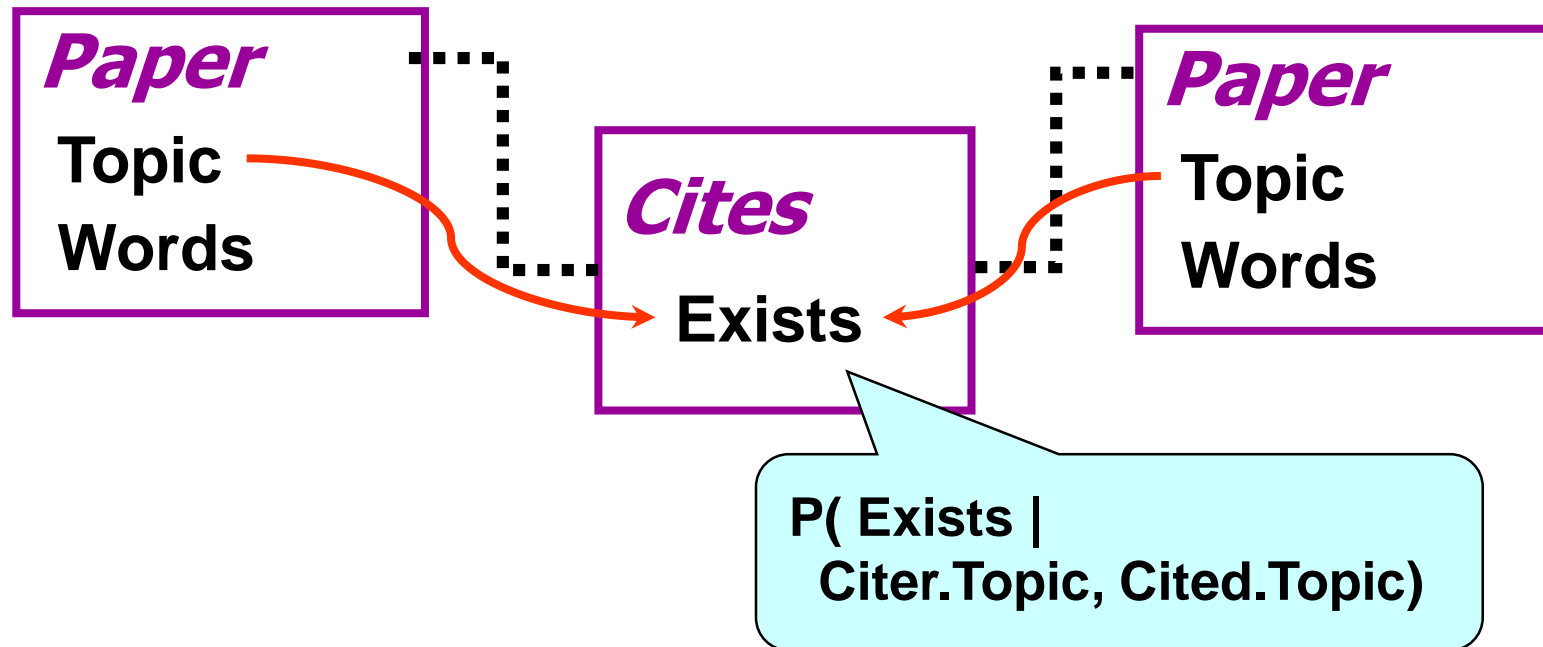 Paper
Topic
Words
Cites
Exists
Paper
Topic
Words
P( Exists |
Citer.Topic, Cited.Topic)